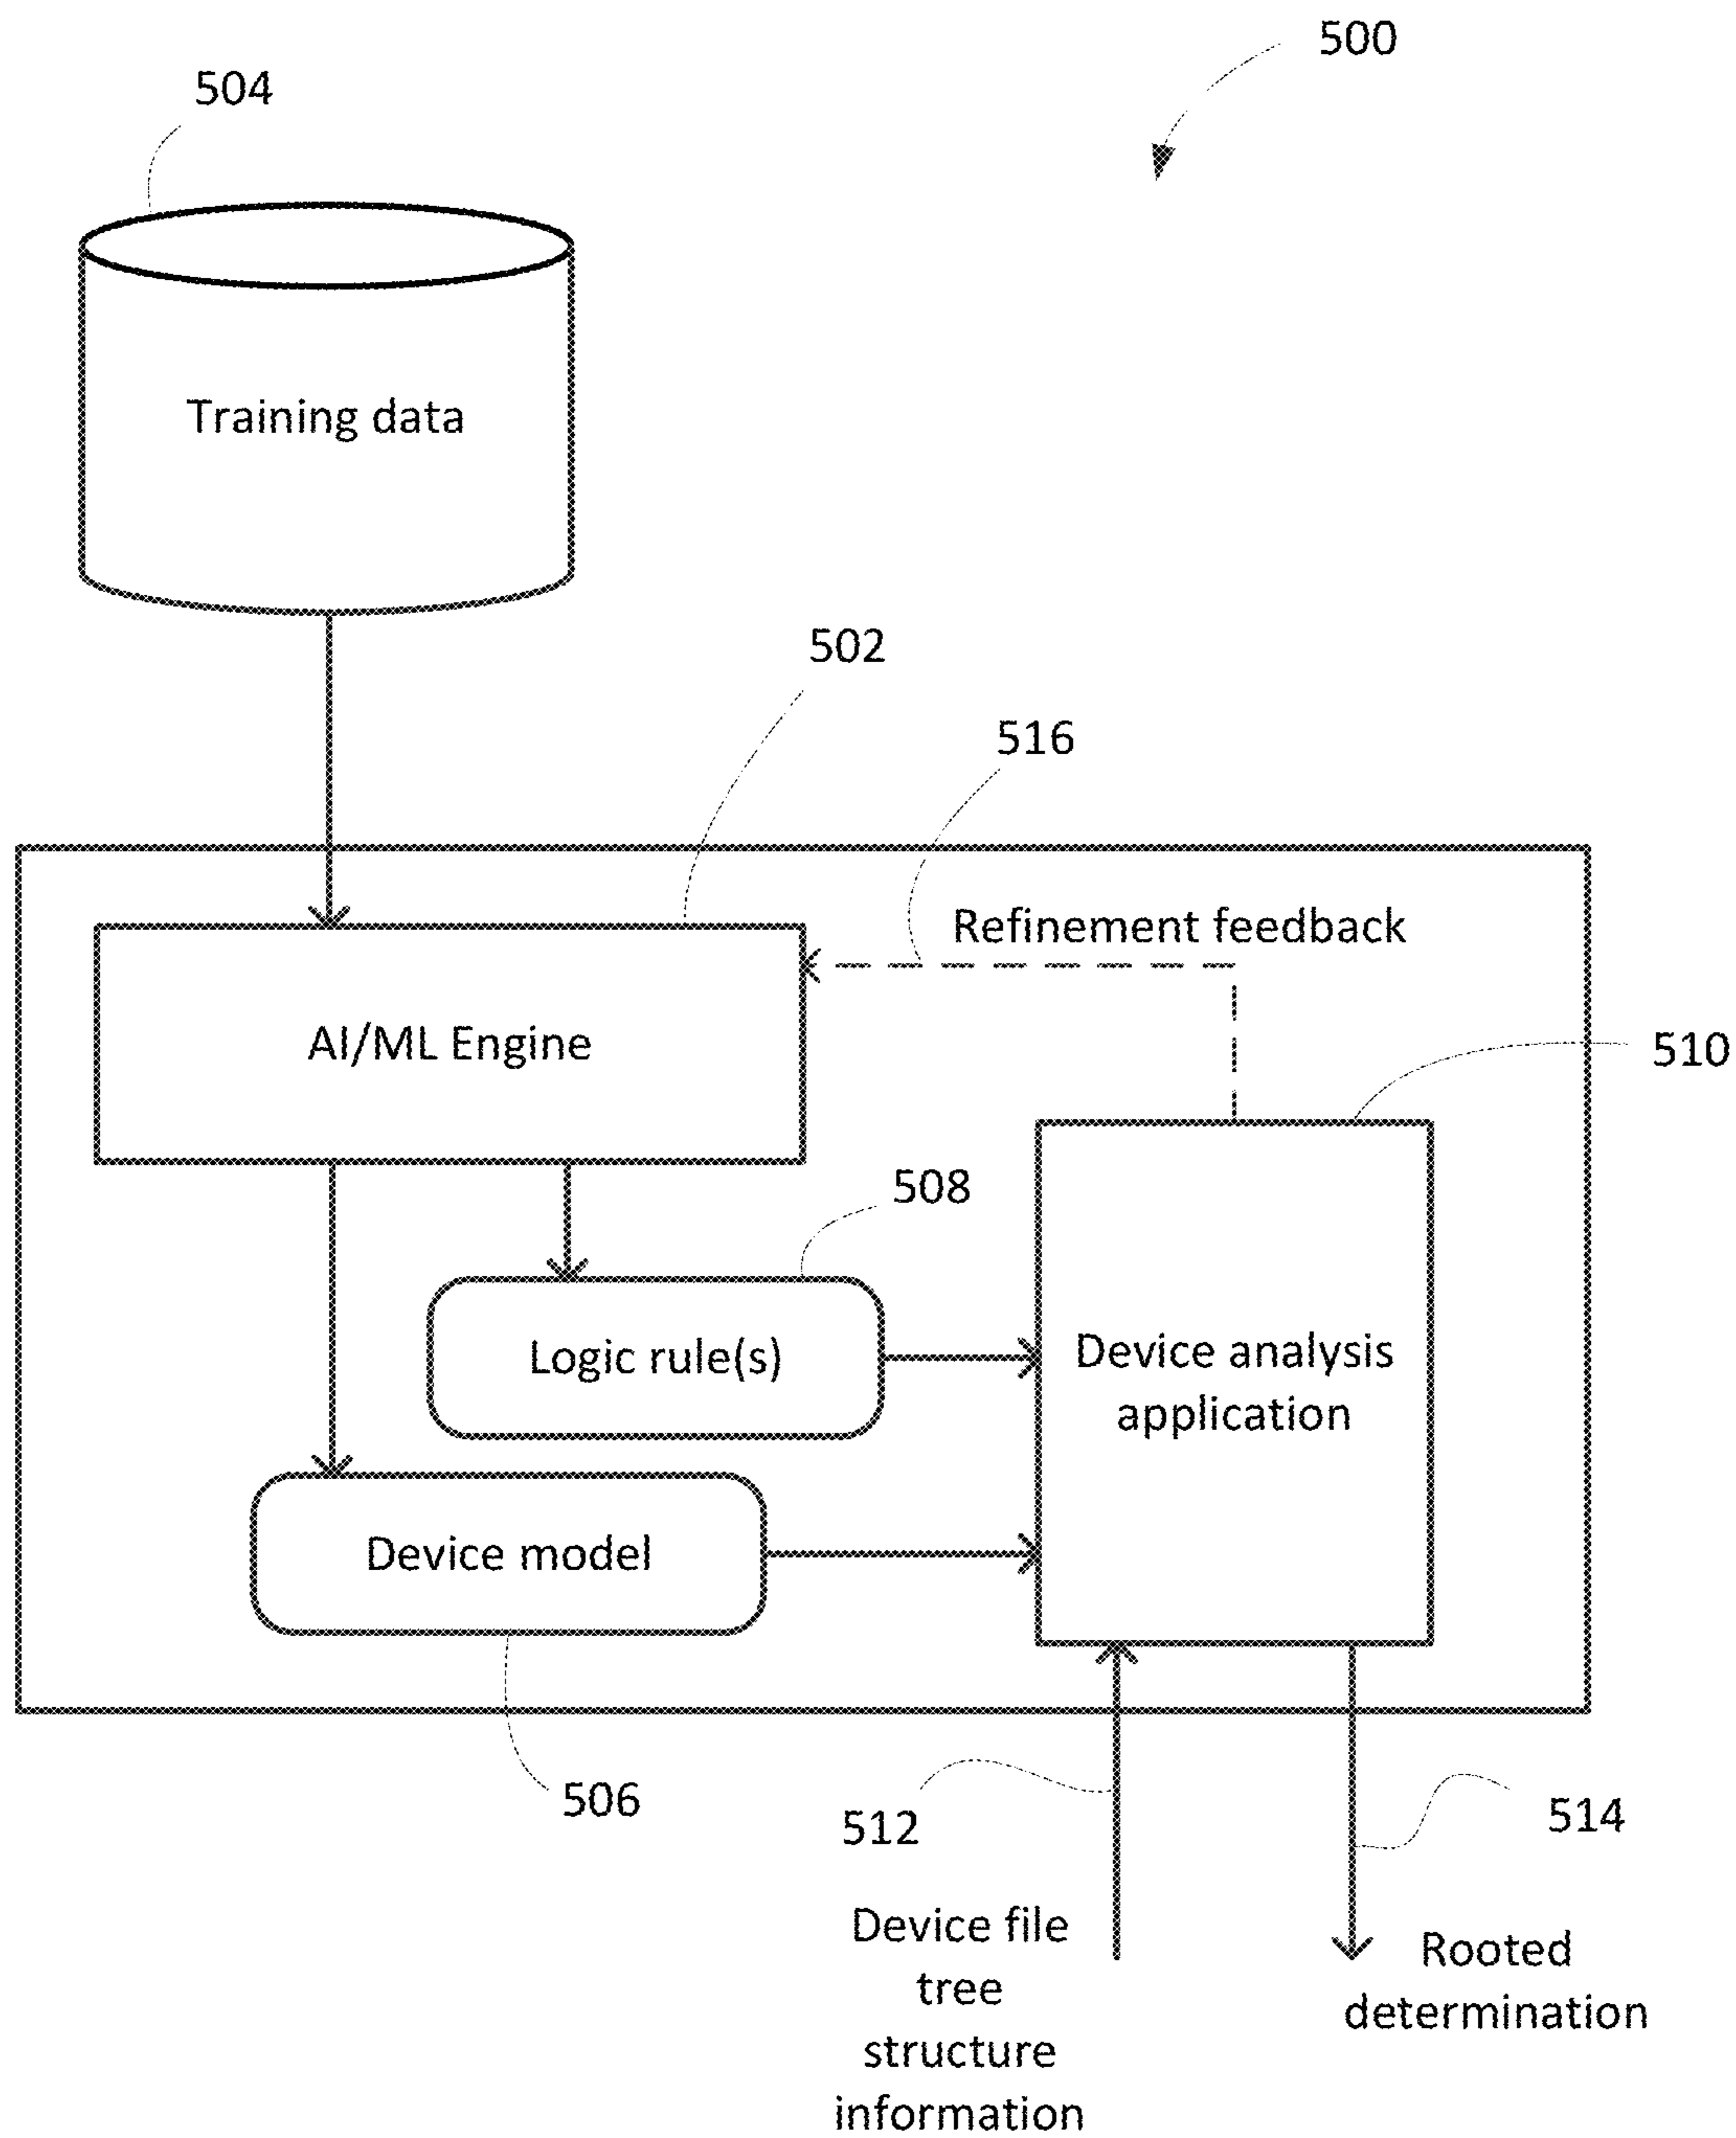 500
504
Training data
502
516
Refinement feedback
AI/ML Engine
510
508
Logic rule(s)
Device analysis
application
Device model
506
512
514
Device file
tree
structure
information
Rooted
determination